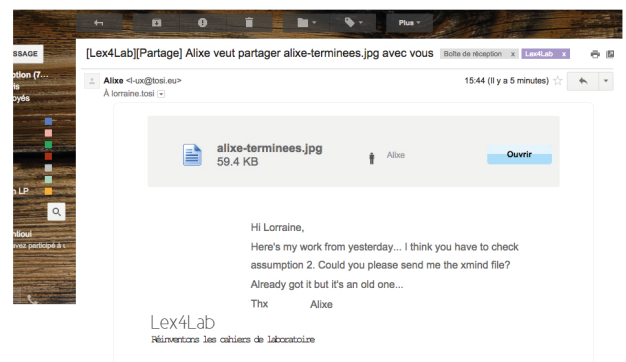 Plus
[Lex4Lab][Partage] Alixe veut partager alixe-terminees.jpg avec vous Boîte de réception x Lex4Lab x
SSAGE
Alixe <l-ux@tosi.eu> 15:44 (Il y a 5 minutes)
À lorraine.tosi
ption (7...
is
oyés
alixe-terminees.jpg
59.4 KB
Alixe
Ouvrir
LP
Hi Lorraine,
Here's my work from yesterday... I think you have to check
assumption 2. Could you please send me the xmind file?
Already got it but it's an old one...
Thx Alixe
ntioui
vez participé à u
Lex4Lab
Réinventons les cahiers de laboratoire